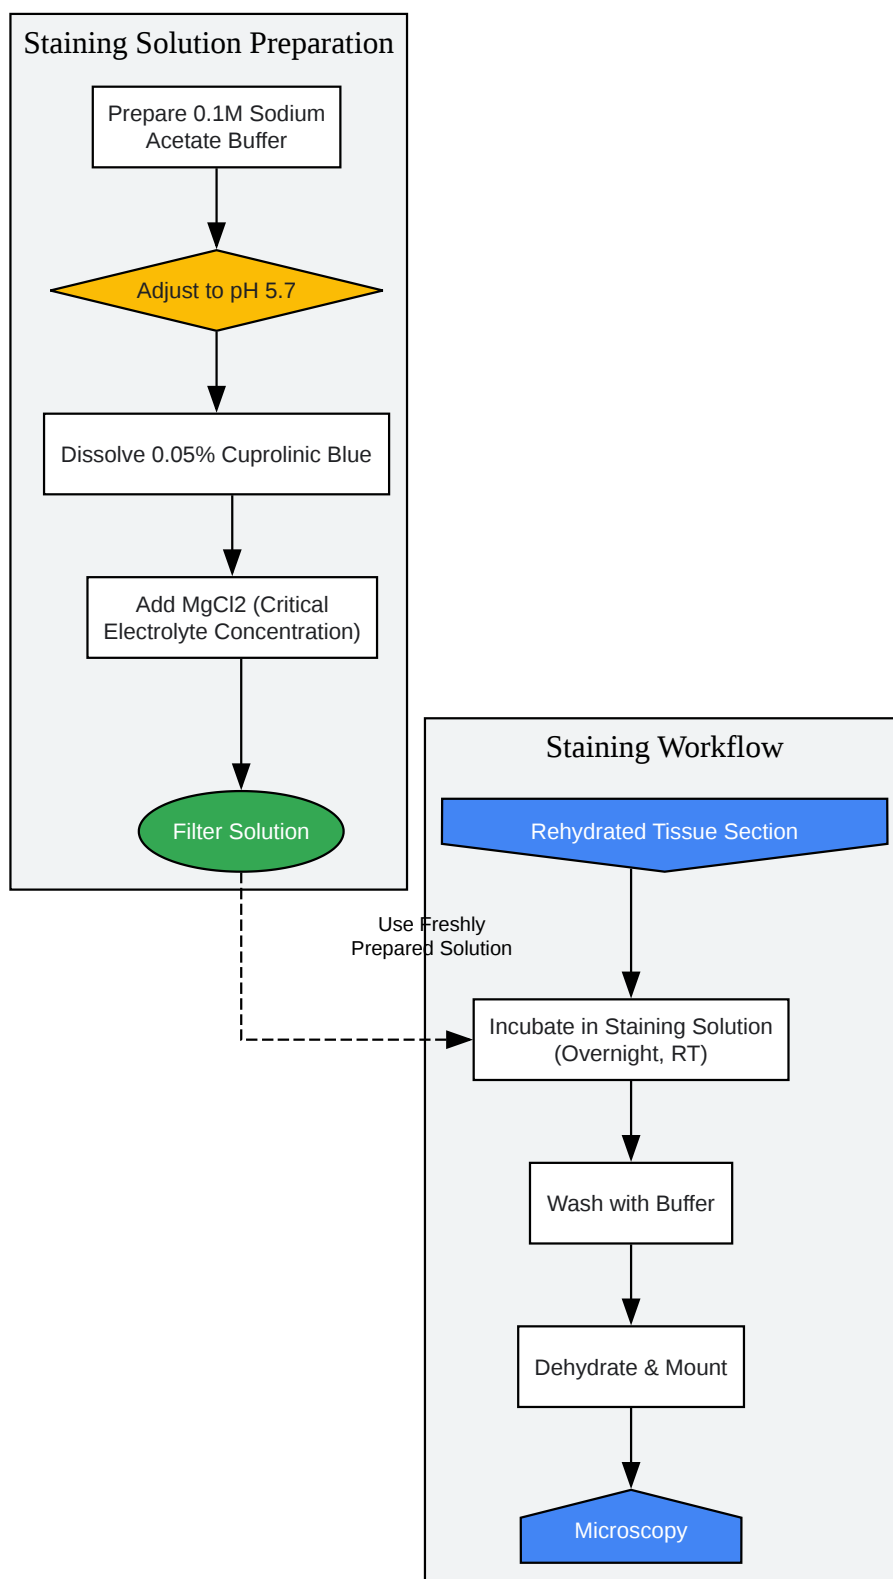 Staining Solution Preparation
Prepare 0.1M Sodium
Acetate Buffer
Adjust to pH 5.7
Dissolve 0.05% Cuprolinic Blue
Add MgCl2 (Critical
Electrolyte Concentration)
Filter Solution
Use Freshly
Prepared Solution
Staining Workflow
Rehydrated Tissue Section
Incubate in Staining Solution
(Overnight, RT)
Wash with Buffer
Dehydrate & Mount
Microscopy